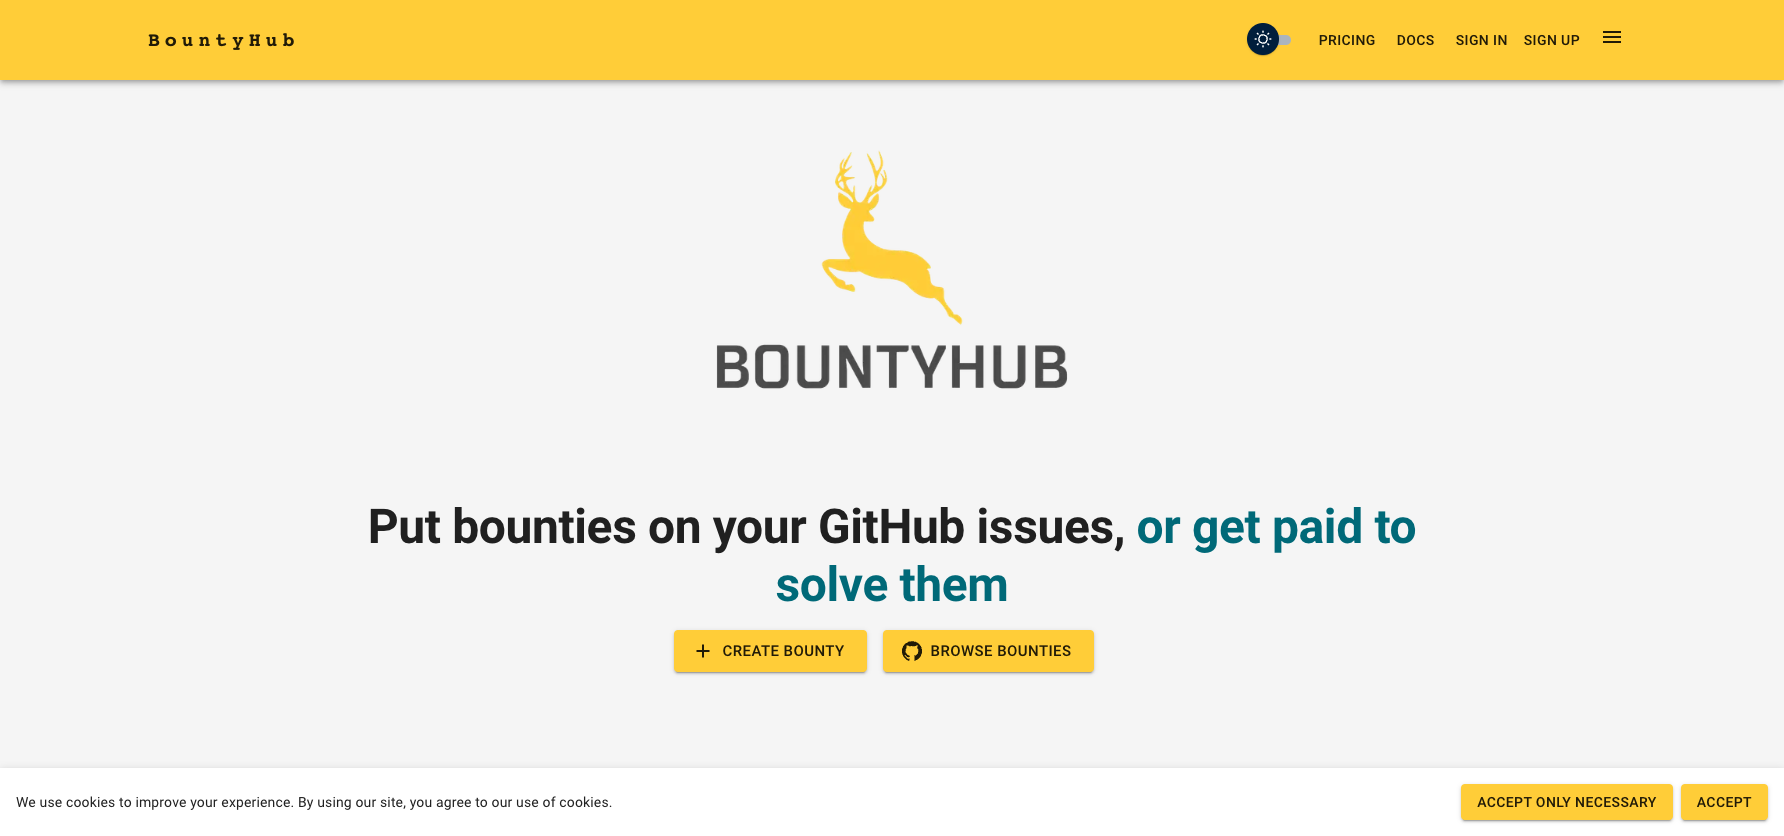 BountyHub
PRICING DOCS SIGN IN SIGN UP
BOUNTYHUB
Put bounties on your GitHub issues, or get paid to
solve them
CREATE BOUNTY BROWSE BOUNTIES
We use cookies to improve your experience. By using our site, you agree to our use of cookies. ACCEPT ONLY NECESSARY ACCEPT